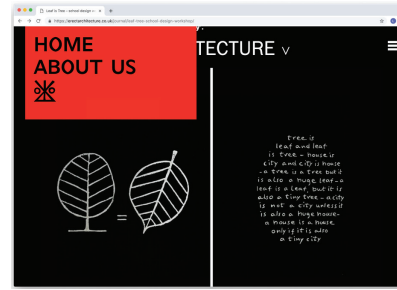 Leaf is Tree – school design w
https://erectarchitecture.co.uk/journal/leaf-tree-school-design-workshop/
HOME
ABOUT US
TECTURE v
=
tree is
leaf and leaf
is tree - house is
city and city is house
- a tree is a tree but it
is also a huge leaf - a
leaf is a leaf, but it is
also a tiny tree - a city
is not a city unless it
is also a huge house -
a house is a house
only if it is also
a tiny city